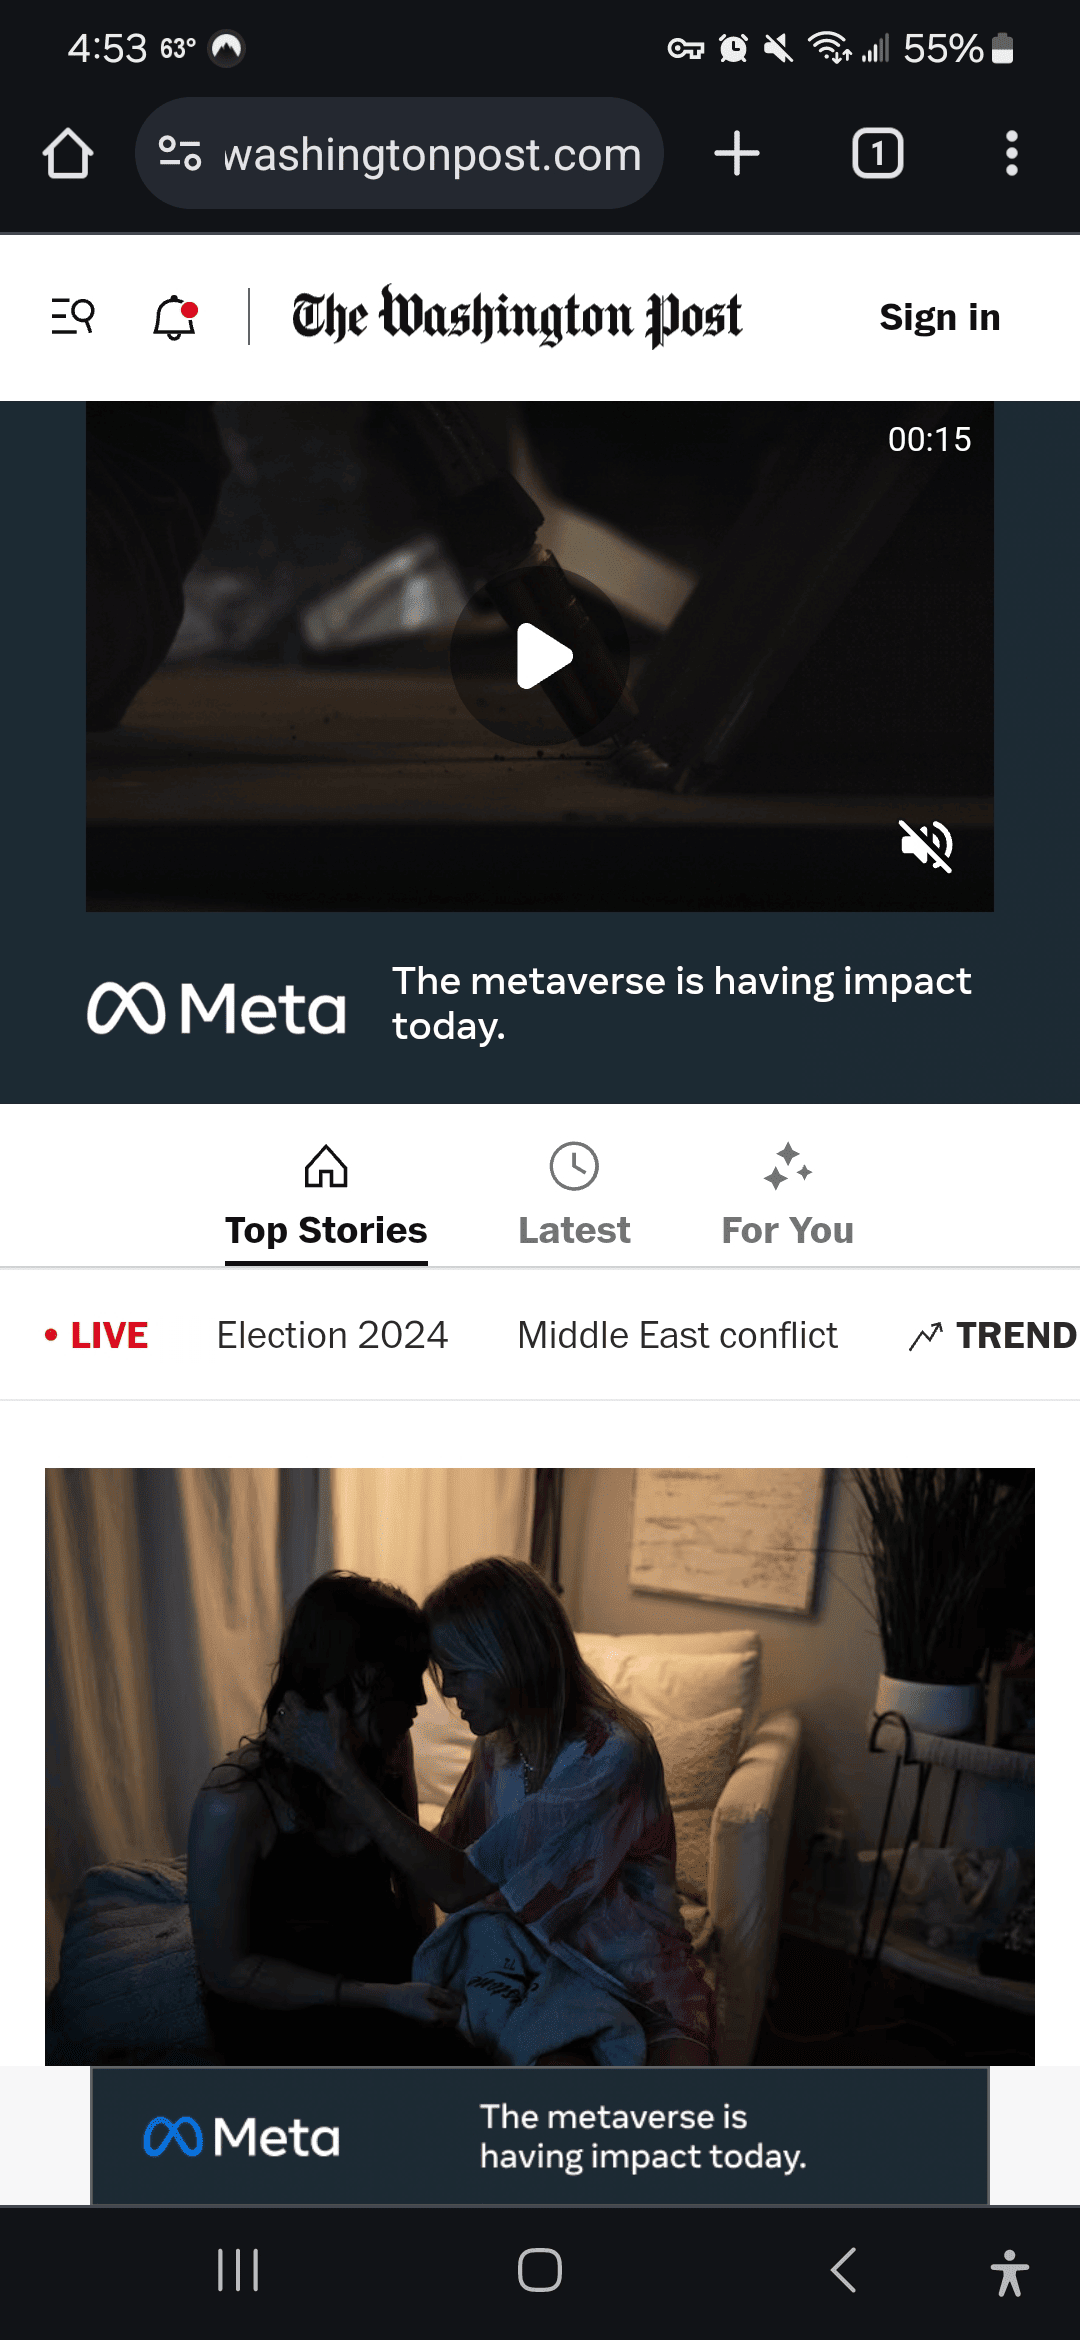 4:53 63° 55%
washingtonpost.com 1
The Washington Post Sign in
00:15
Meta The metaverse is having impact
today.
Top Stories Latest For You
• LIVE Election 2024 Middle East conflict TREND
Meta The metaverse is
having impact today.